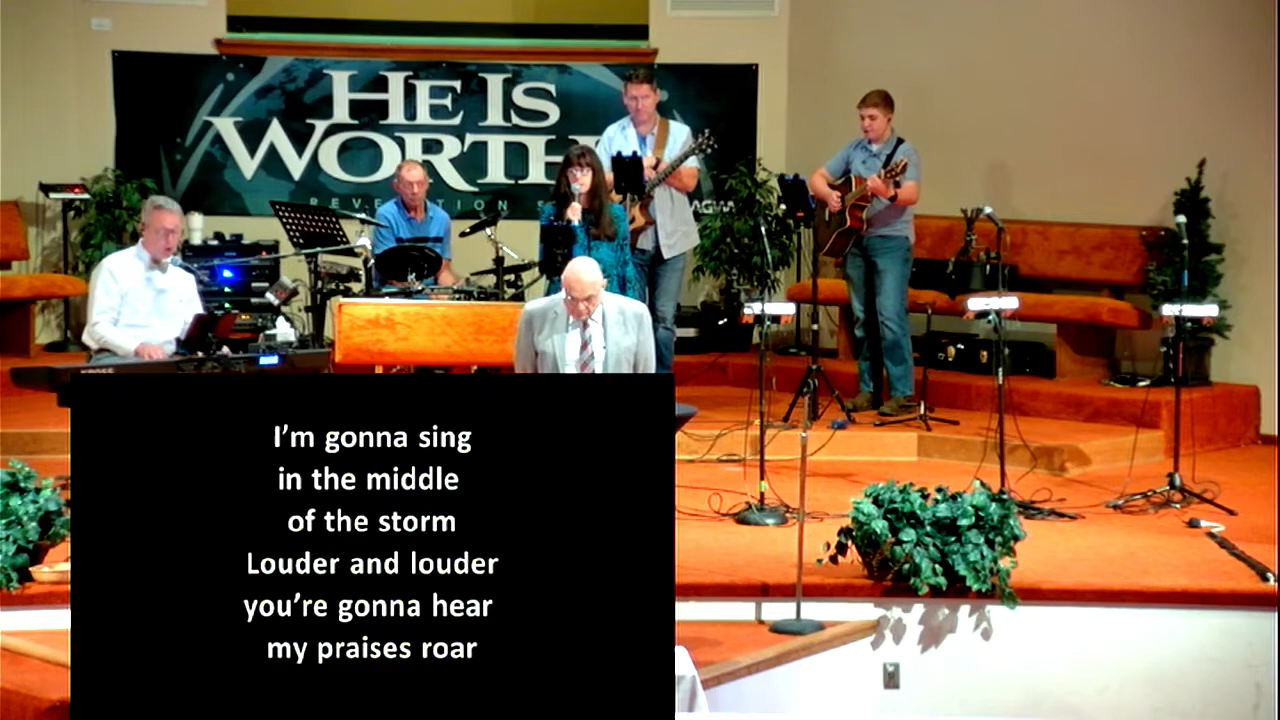 HE IS
WORTH
REVELATION
I'm gonna sing
in the middle
of the storm
Louder and louder
you're gonna hear
my praises roar